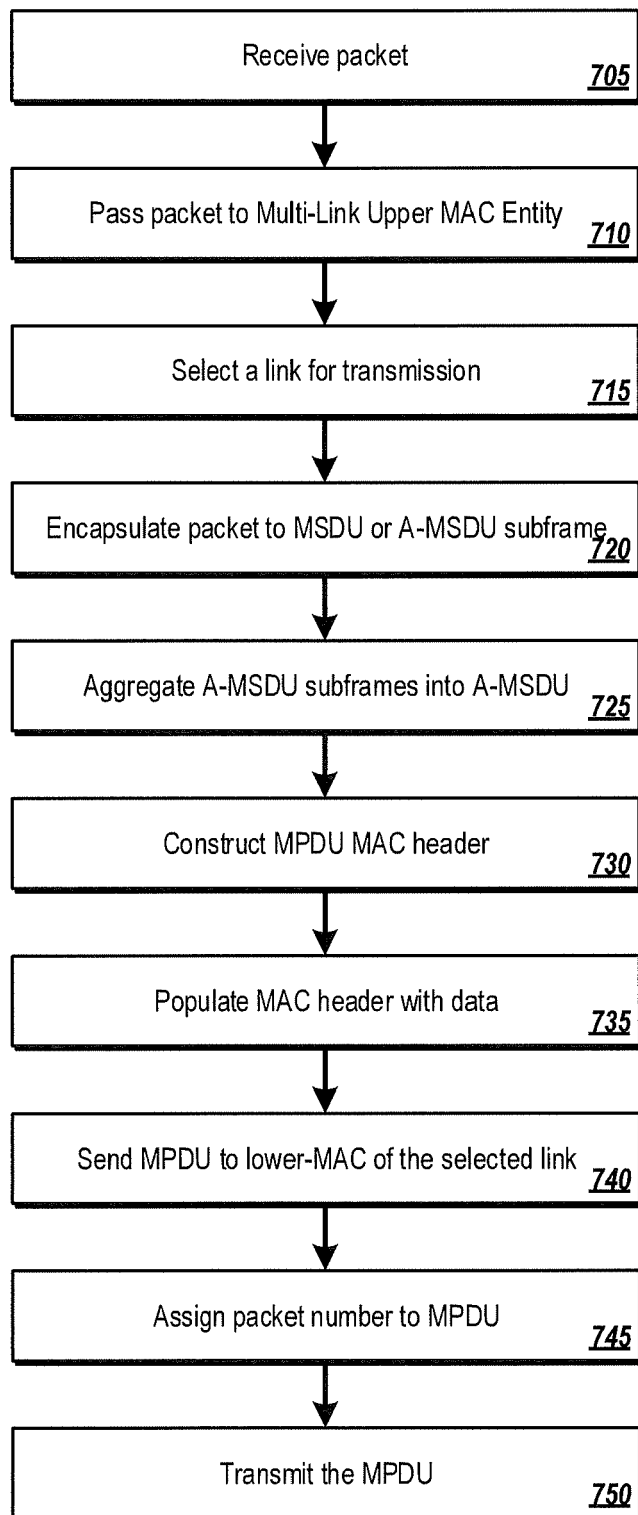 Receive packet
705
Pass packet to Multi-Link Upper MAC Entity
710
Select a link for transmission
715
Encapsulate packet to MSDU or A-MSDU subframe
720
Aggregate A-MSDU subframes into A-MSDU
725
Construct MPDU MAC header
730
Populate MAC header with data
735
Send MPDU to lower-MAC of the selected link
740
Assign packet number to MPDU
745
Transmit the MPDU
750